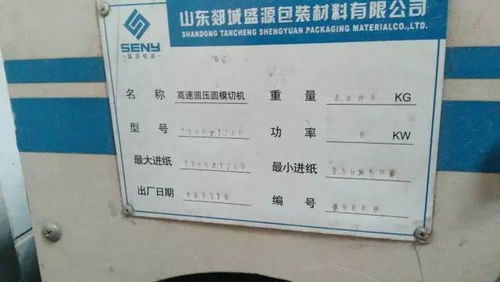 山东郯城盛源包装材料有限公司
SHANDONG TANCHENG SHENGYUAN PACKAGING MATERIALCO.,LTD.
SENY
名 称 高速圆压圆模切机 重 量 KG
型 号 功 率 KW
最大进纸 最小进纸
出厂日期 编 号